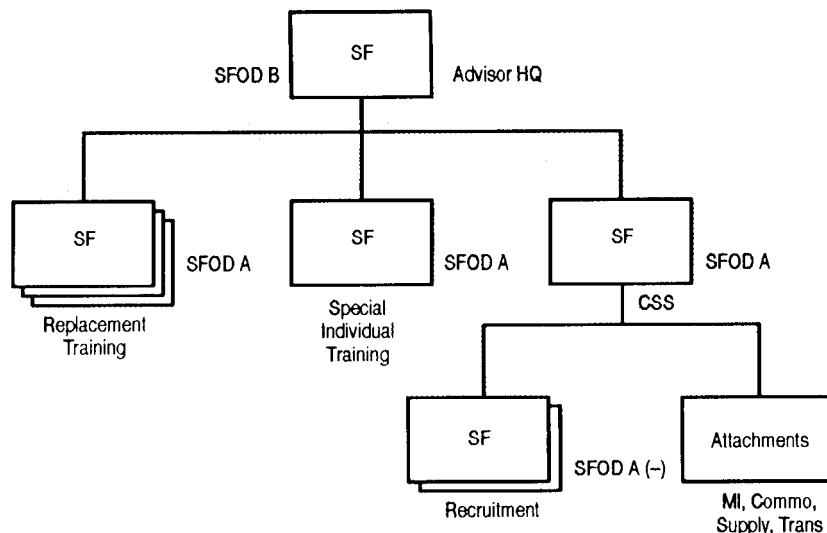 SF
SFOD B
Advisor HQ
SF
SFOD A
Replacement
Training
SF
SFOD A
Special
Individual
Training
SF
SFOD A
CSS
SF
SFOD A (–)
Recruitment
Attachments
MI, Commo,
Supply, Trans